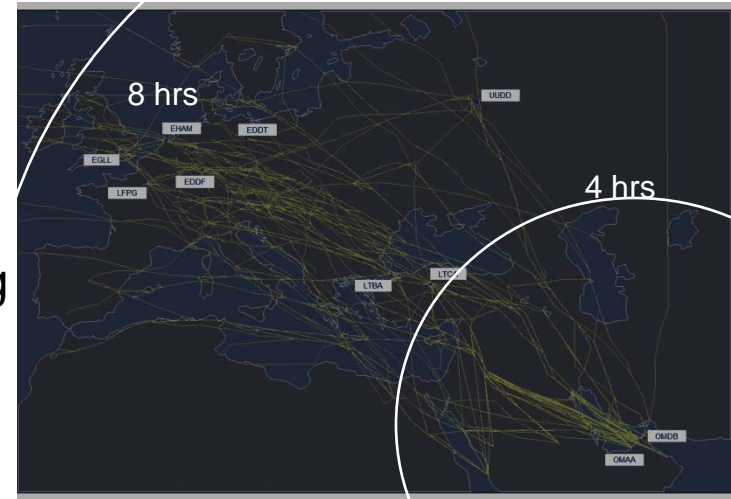 8 hrs
UUDD
EHAM
EDDT
EGLL
EDDF
LFPG
4 hrs
g
LTBA
OMDB
OMAA